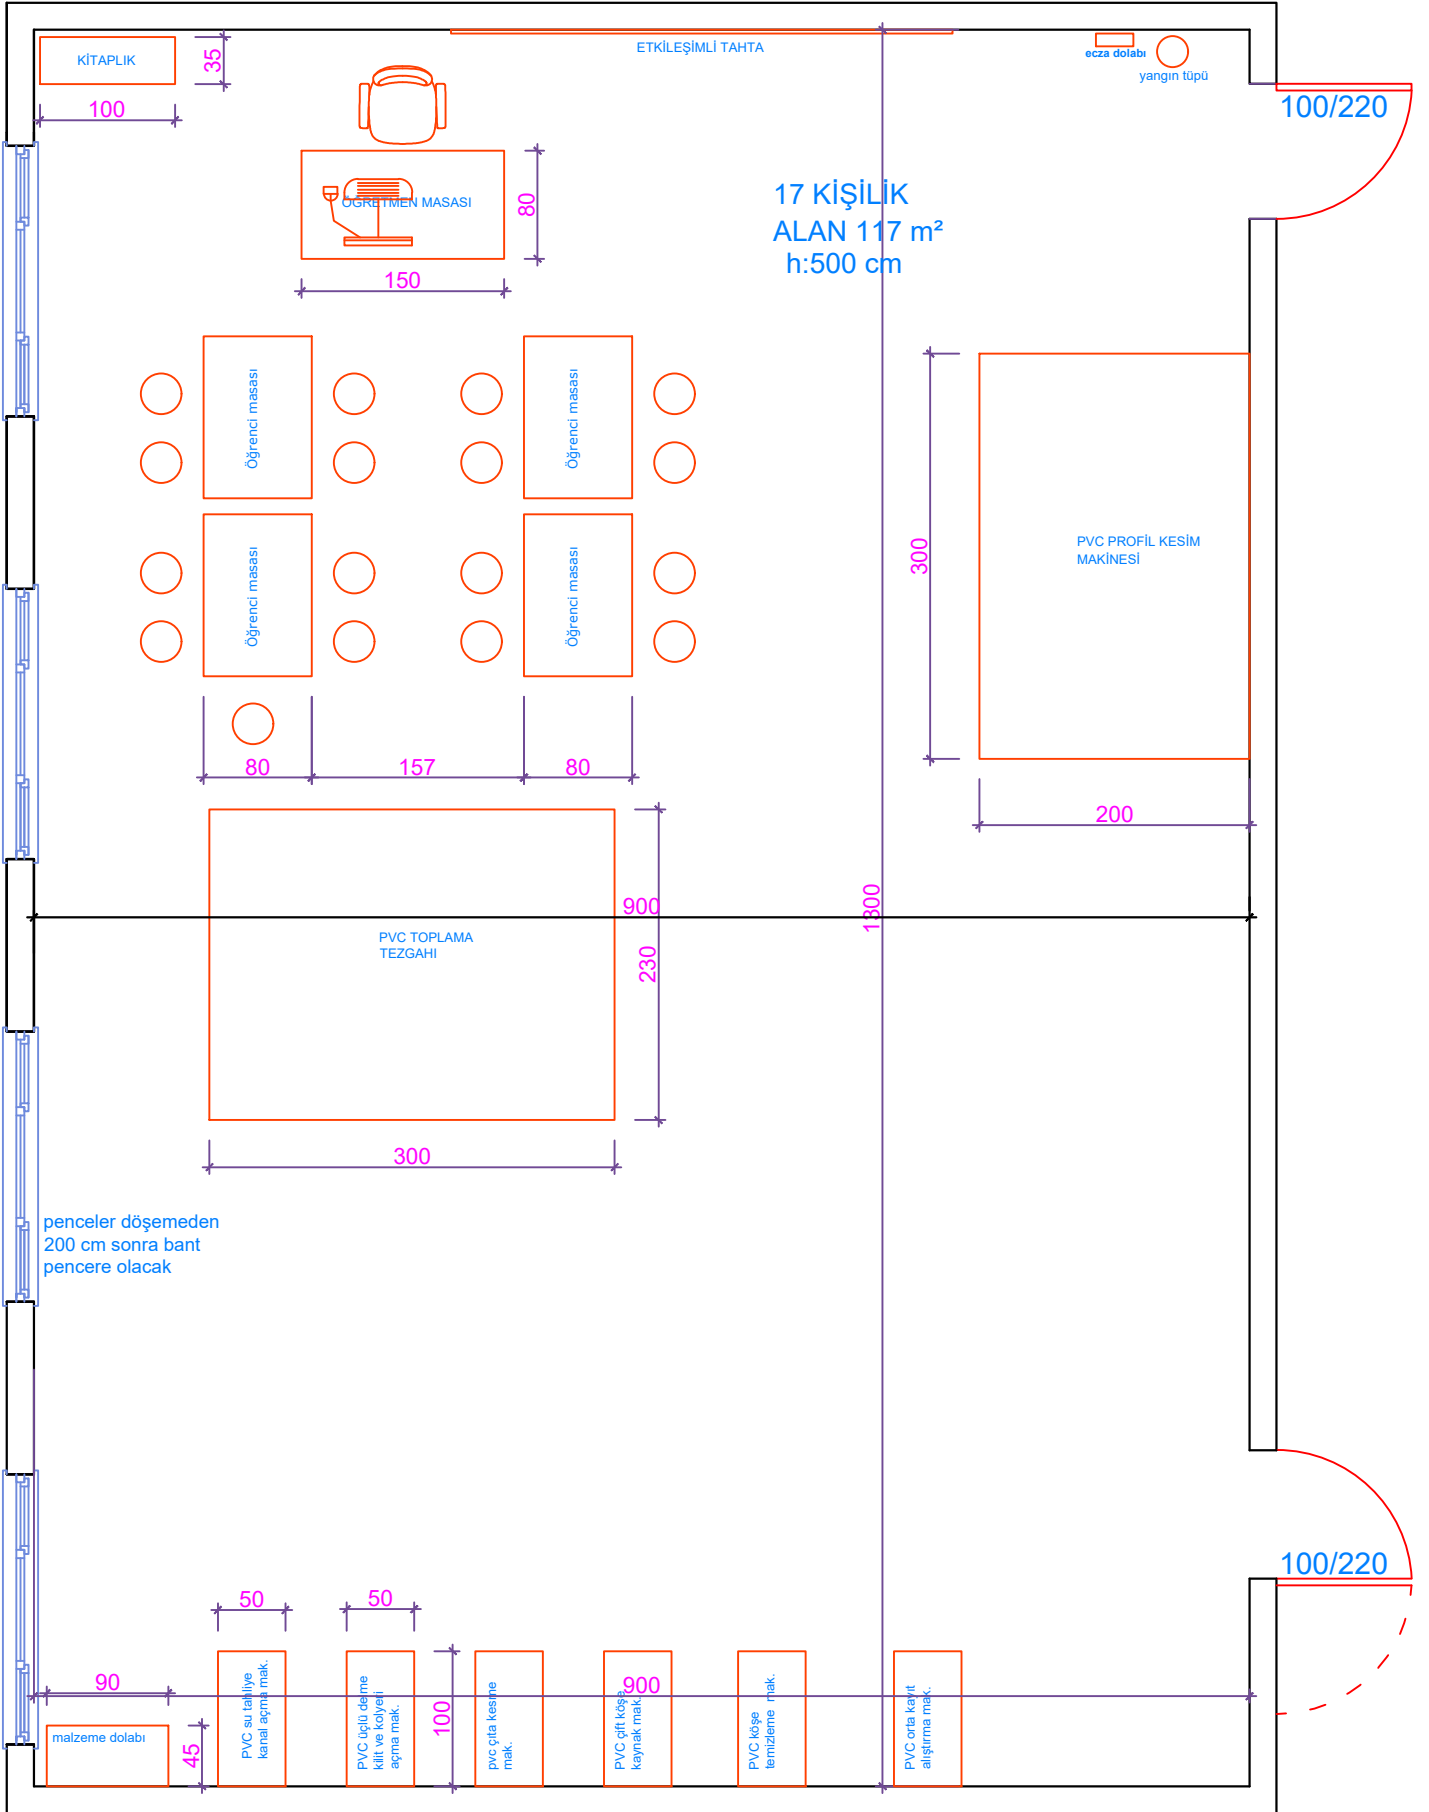 KİTAPLIK
35
100
ETKİLEŞİMLİ TAHTA
ecza dolabı
yangın tüpü
100/220
ÖĞRETMEN MASASI
80
150
17 KİŞİLİK
ALAN 117 m²
h:500 cm
Öğrenci masası
Öğrenci masası
Öğrenci masası
Öğrenci masası
300
PVC PROFİL KESİM
MAKİNESİ
200
80
157
80
900
1300
PVC TOPLAMA
TEZGAHI
230
300
penceler döşemeden
200 cm sonra bant
pencere olacak
100/220
50
50
90
malzeme dolabı
45
PVC su tahliye
kanal açma mak.
PVC üçlü delme
kilit ve kolyeri
açma mak.
100
pvc çıta kesme
mak.
PVC çift köşe
kaynak mak.
900
PVC köşe
temizleme mak.
PVC orta kayıt
alıştırma mak.